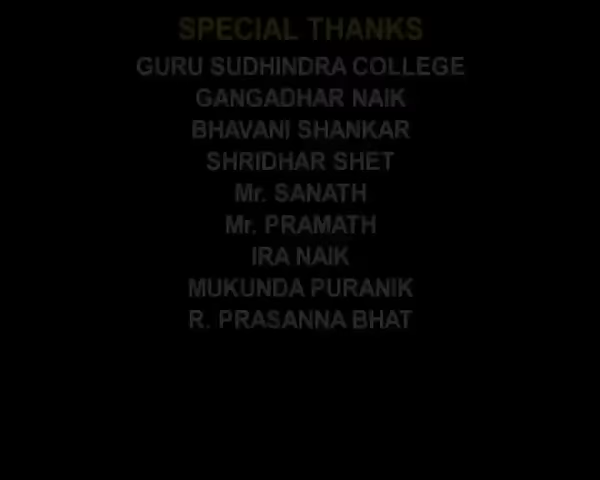 SPECIAL THANKS
GURU SUDHINDRA COLLEGE
GANGADHAR NAIK
BHAVANI SHANKAR
SHRIDHAR SHET
Mr. SANATH
Mr. PRAMATH
IRA NAIK
MUKUNDA PURANIK
R. PRASANNA BHAT